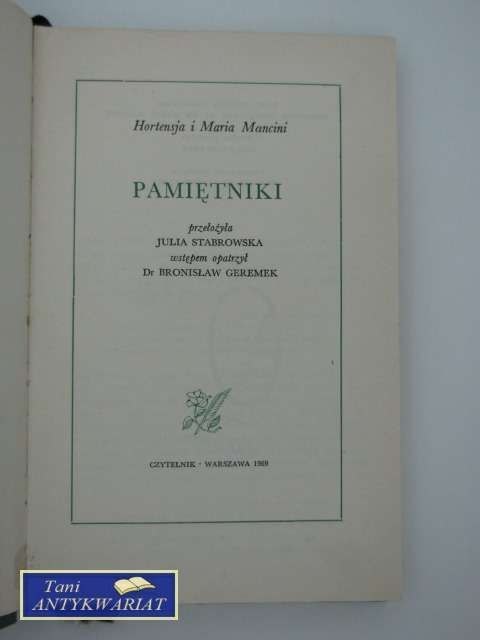 Hortensja i Maria Mancini
PAMIĘTNIKI
przełożyła
JULIA STABROWSKA
wstępem opatrzył
Dr BRONISŁAW GEREMEK
CZYTELNIK · WARSZAWA 1969
Tani
ANTYKWARIAT